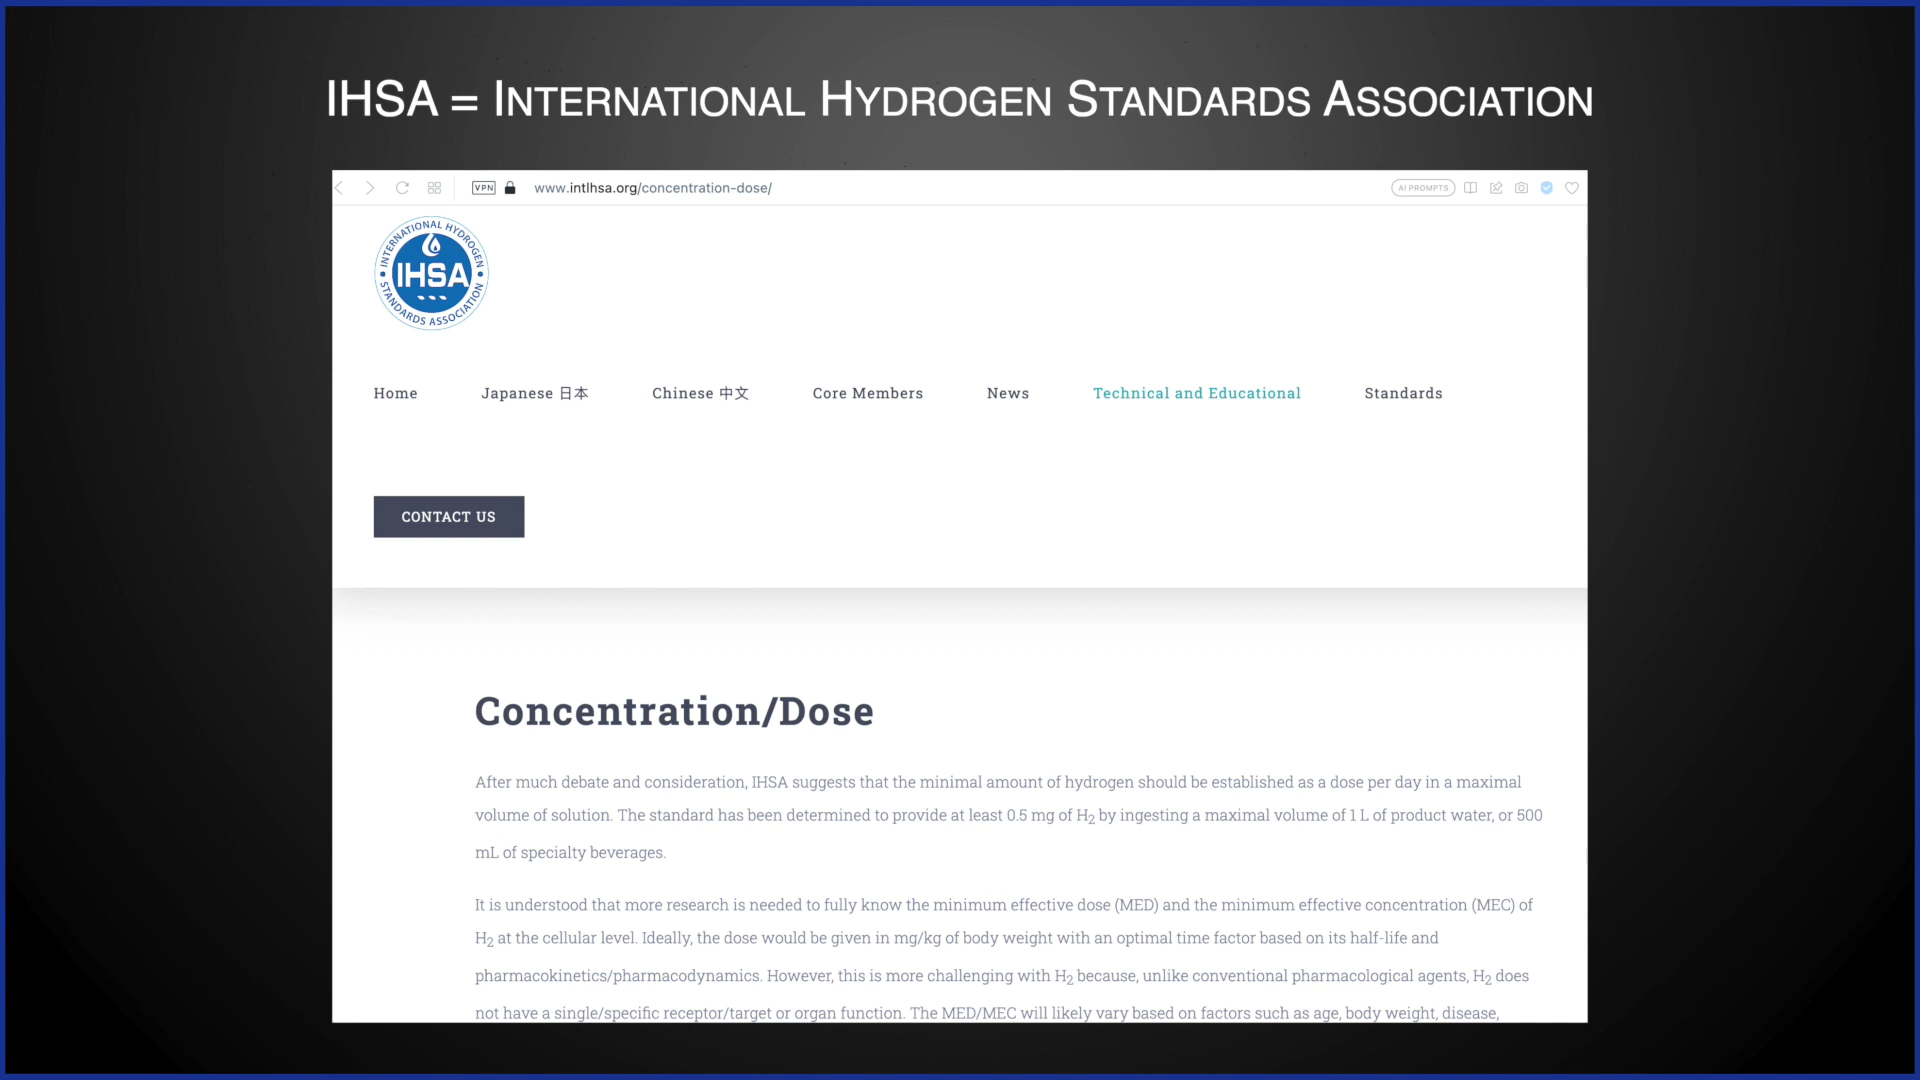 IHSA = INTERNATIONAL HYDROGEN STANDARDS ASSOCIATION
VPN www.intlhsa.org/concentration-dose/ AI PROMPTS
INTERNATIONAL HYDROGEN
IHSA
STANDARDS ASSOCIATION
Home Japanese 日本 Chinese 中文 Core Members News Technical and Educational Standards
CONTACT US
Concentration/Dose
After much debate and consideration, IHSA suggests that the minimal amount of hydrogen should be established as a dose per day in a maximal
volume of solution. The standard has been determined to provide at least 0.5 mg of H₂ by ingesting a maximal volume of 1 L of product water, or 500
mL of specialty beverages.
It is understood that more research is needed to fully know the minimum effective dose (MED) and the minimum effective concentration (MEC) of
H₂ at the cellular level. Ideally, the dose would be given in mg/kg of body weight with an optimal time factor based on its half-life and
pharmacokinetics/pharmacodynamics. However, this is more challenging with H₂ because, unlike conventional pharmacological agents, H₂ does
not have a single/specific receptor/target or organ function. The MED/MEC will likely vary based on factors such as age, body weight, disease,